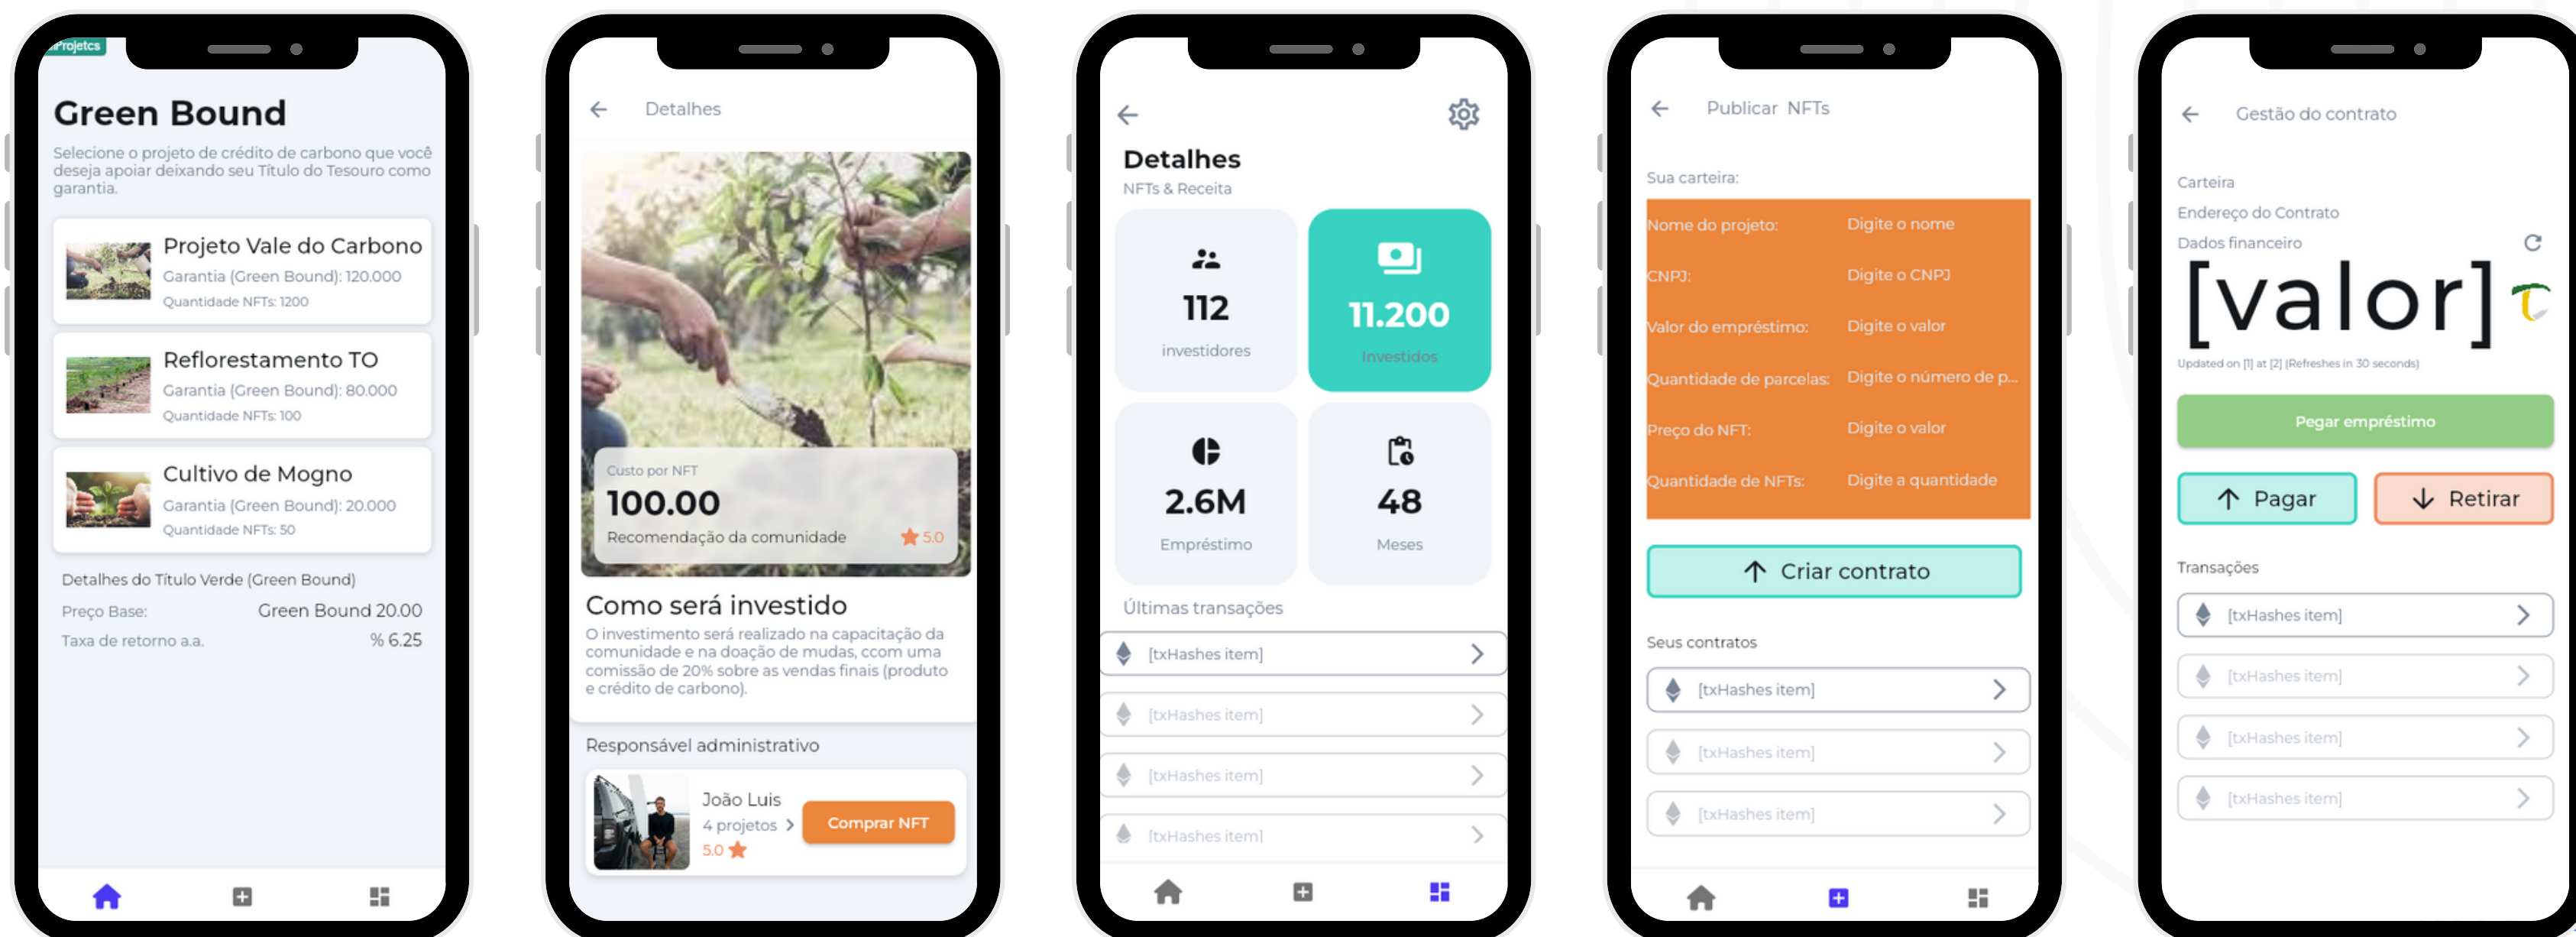 Projetcs
Green Bound
Selecione o projeto de crédito de carbono que você
deseja apoiar deixando seu Título do Tesouro como
garantia.
Projeto Vale do Carbono
Garantia (Green Bound): 120.000
Quantidade NFTs: 1200
Reflorestamento TO
Garantia (Green Bound): 80.000
Quantidade NFTs: 100
Cultivo de Mogno
Garantia (Green Bound): 20.000
Quantidade NFTs: 50
Detalhes do Título Verde (Green Bound)
Preço Base: Green Bound 20.00
Taxa de retorno a.a. % 6.25
Detalhes
Custo por NFT
100.00
Recomendação da comunidade 5.0
Como será investido
O investimento será realizado na capacitação da
comunidade e na doação de mudas, ccom uma
comissão de 20% sobre as vendas finais (produto
e crédito de carbono).
Responsável administrativo
João Luis
4 projetos
5.0
Comprar NFT
Detalhes
NFTs & Receita
112
investidores
11.200
Investidos
2.6M
Empréstimo
48
Meses
Últimas transações
[txHashes item]
[txHashes item]
[txHashes item]
[txHashes item]
Publicar NFTs
Sua carteira:
Nome do projeto: Digite o nome
CNPJ: Digite o CNPJ
Valor do empréstimo: Digite o valor
Quantidade de parcelas: Digite o número de p...
Preço do NFT: Digite o valor
Quantidade de NFTs: Digite a quantidade
Criar contrato
Seus contratos
[txHashes item]
[txHashes item]
[txHashes item]
Gestão do contrato
Carteira
Endereço do Contrato
Dados financeiro
[valor]
Updated on [1] at [2] (Refreshes in 30 seconds)
Pegar empréstimo
Pagar
Retirar
Transações
[txHashes item]
[txHashes item]
[txHashes item]
[txHashes item]